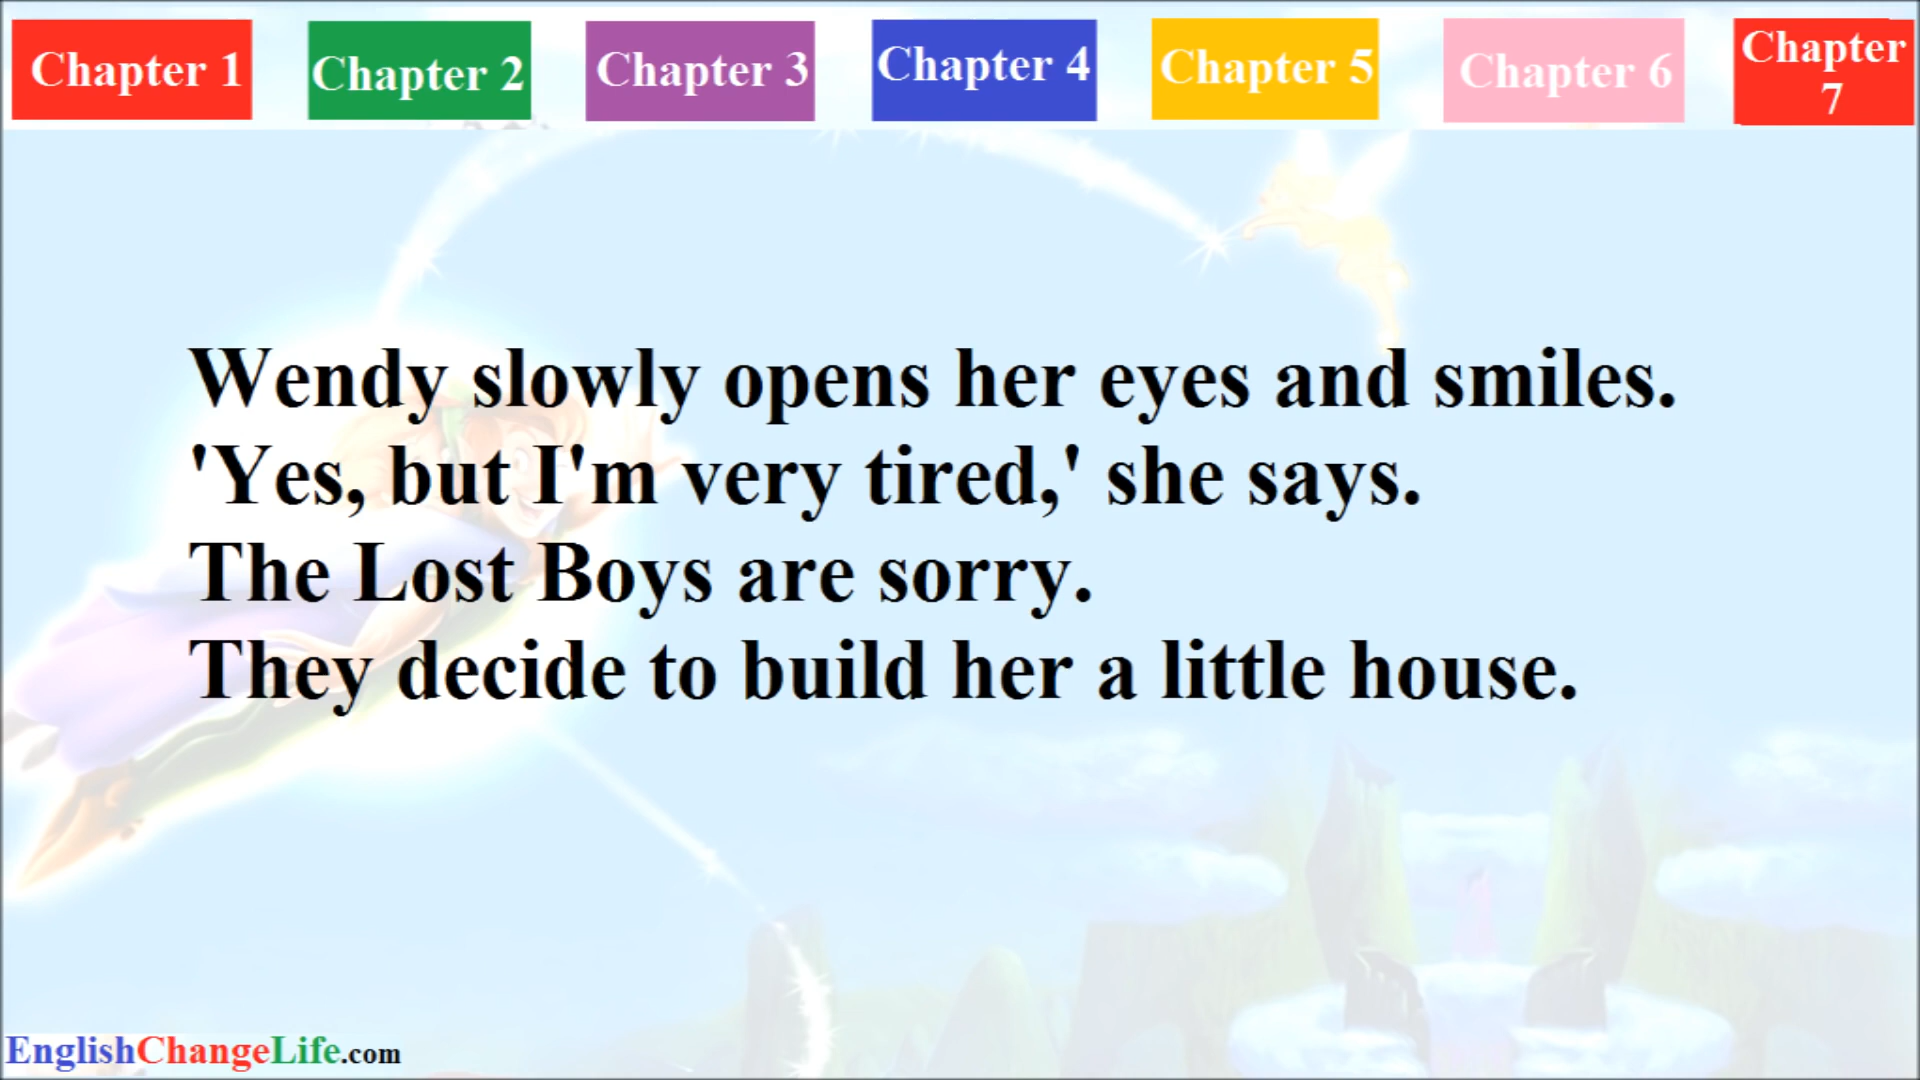 Chapter 1
Chapter 2
Chapter 3
Chapter 4
Chapter 5
Chapter 6
Chapter
7
Wendy slowly opens her eyes and smiles.
'Yes, but I'm very tired,' she says.
The Lost Boys are sorry.
They decide to build her a little house.
EnglishChangeLife.com